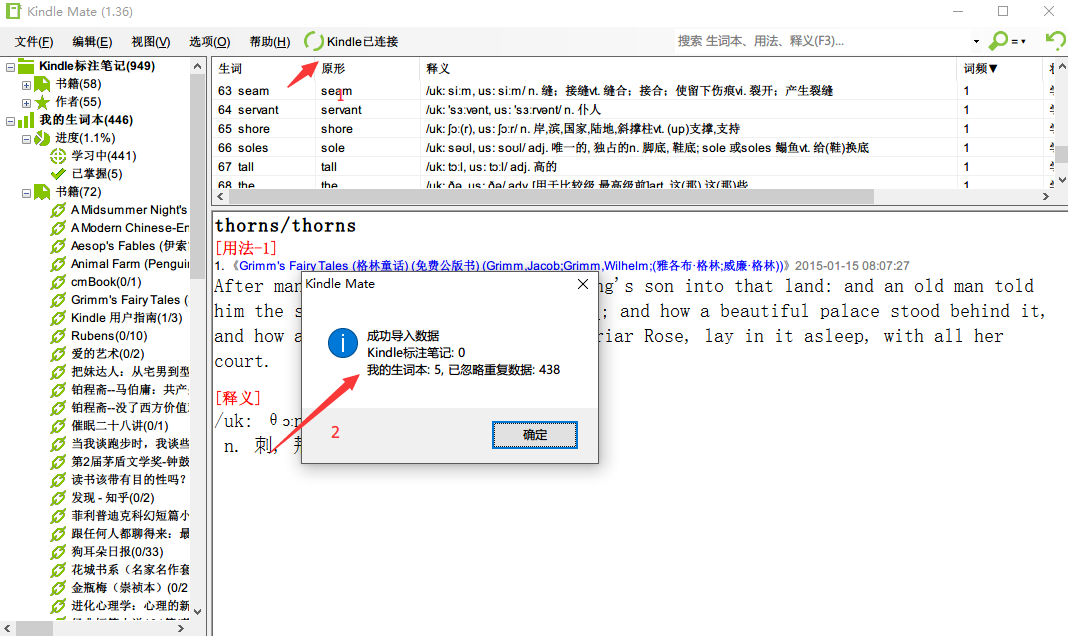 Kindle Mate (1.36)
文件(F) 编辑(E) 视图(V) 选项(O) 帮助(H) Kindle已连接 搜索 生词本、用法、释义(F3)...
Kindle标注笔记(949)
书籍(58)
作者(55)
我的生词本(446)
进度(1.1%)
学习中(441)
已掌握(5)
书籍(72)
A Midsummer Night's
A Modern Chinese-En
Aesop's Fables (伊索
Animal Farm (Pengui
cmBook(0/1)
Grimm's Fairy Tales (
Kindle 用户指南(1/3)
Rubens(0/10)
爱的艺术(0/2)
把妹达人：从宅男到型
铂程斋--马伯庸：共产
铂程斋--没了西方价值
催眠二十八讲(0/1)
当我谈跑步时，我谈些
第2届茅盾文学奖-钟鼓
读书该带有目的性吗?
发现 - 知乎(0/2)
菲利普迪克科幻短篇小
跟任何人都聊得来：最
狗耳朵日报(0/33)
花城书系（名家名作套
金瓶梅（崇祯本）(0/2
进化心理学：心理的新
生词 原形 释义 词频▼
63 seam seam /uk: si:m, us: si:m/ n. 缝；接缝vt. 缝合；接合；使留下伤痕vi. 裂开；产生裂缝 1
64 servant servant /uk: 'sɜ:vənt, us: 'sɜ:rvənt/ n. 仆人 1
65 shore shore /uk: ʃɔ:(r), us: ʃɔ:r/ n. 岸,滨,国家,陆地,斜撑柱vt. (up)支撑,支持 1
66 soles sole /uk: səʊl, us: soʊl/ adj. 唯一的, 独占的n. 脚底, 鞋底; sole 或soles 鳎鱼vt. 给(鞋)换底 1
67 tall tall /uk: tɔ:l, us: tɔ:l/ adj. 高的 1
68 the the /uk: ðə, us: ðə/ adv. [用于比较级,最高级前]art. 这(那),这(那)些
1
thorns/thorns
[用法-1]
1. 《Grimm's Fairy Tales (格林童话) (免费公版书) (Grimm,Jacob;Grimm,Wilhelm;(雅各布·格林;威廉·格林))》2015-01-15 08:07:27
After man ng's son into that land: and an old man told
him the s ; and how a beautiful palace stood behind it,
and how a riar Rose, lay in it asleep, with all her
court.
[释义]
/uk: θɔ:r
n. 刺, 荆
Kindle Mate
成功导入数据
Kindle标注笔记: 0
我的生词本: 5, 已忽略重复数据: 438
2
确定